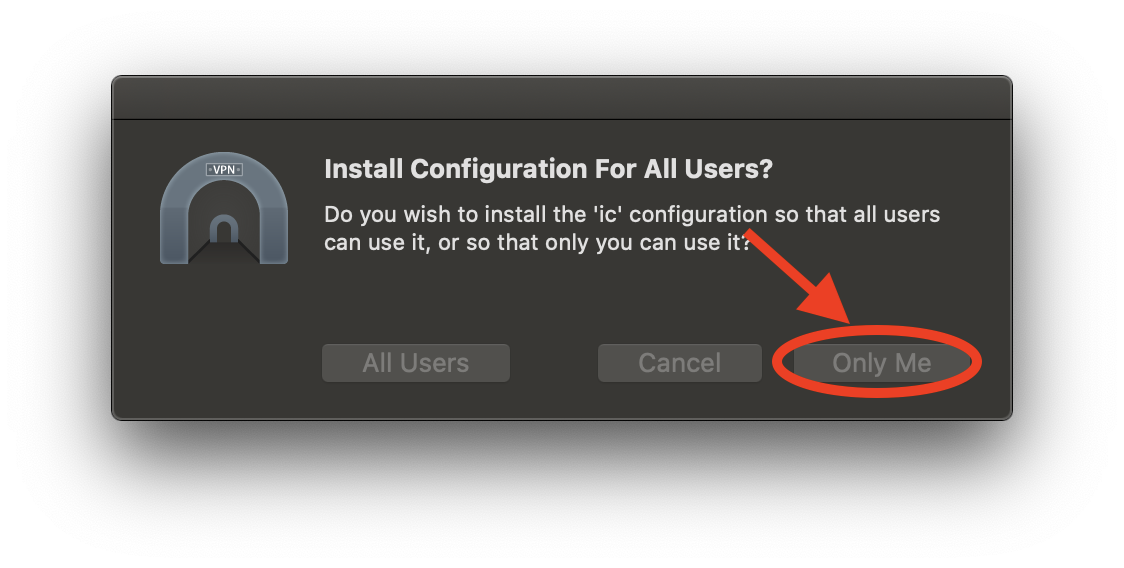 VPN
Install Configuration For All Users?
Do you wish to install the 'ic' configuration so that all users
can use it, or so that only you can use it?
All Users
Cancel
Only Me